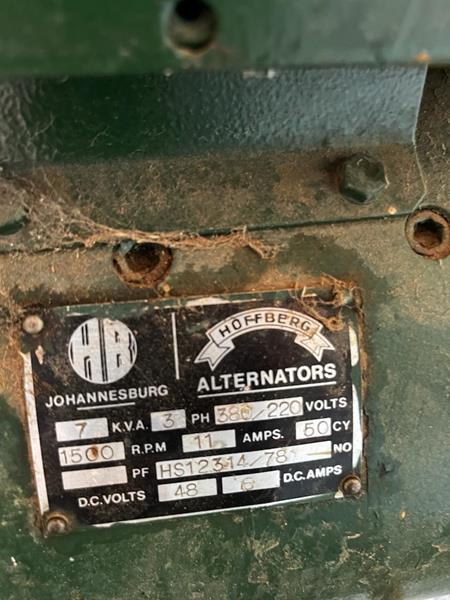 HR
HOFFBERG
JOHANNESBURG
ALTERNATORS
7 K.V.A. 3 PH 380/220 VOLTS
1500 R.P.M 11 AMPS. 50 CY
PF HS12314/78 NO
D.C. VOLTS 48 6 D.C. AMPS